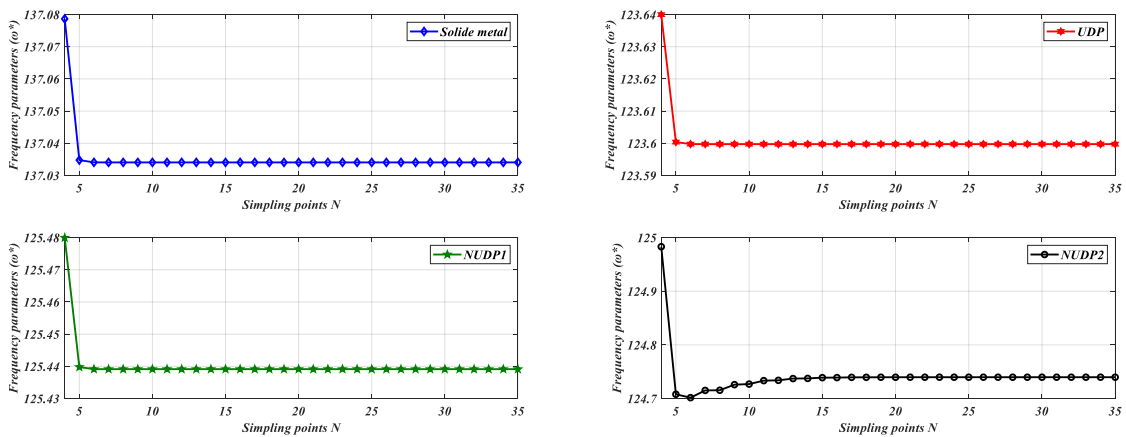 Frequency parameters (ω*)
137.08
137.07
137.06
137.05
137.04
137.03
Solide metal
5 10 15 20 25 30 35
Simpling points N
Frequency parameters (ω*)
123.64
123.63
123.62
123.61
123.6
123.59
UDP
5 10 15 20 25 30 35
Simpling points N
Frequency parameters (ω*)
125.48
125.47
125.46
125.45
125.44
125.43
NUDP1
5 10 15 20 25 30 35
Simpling points N
Frequency parameters (ω*)
125
124.9
124.8
124.7
NUDP2
5 10 15 20 25 30 35
Simpling points N